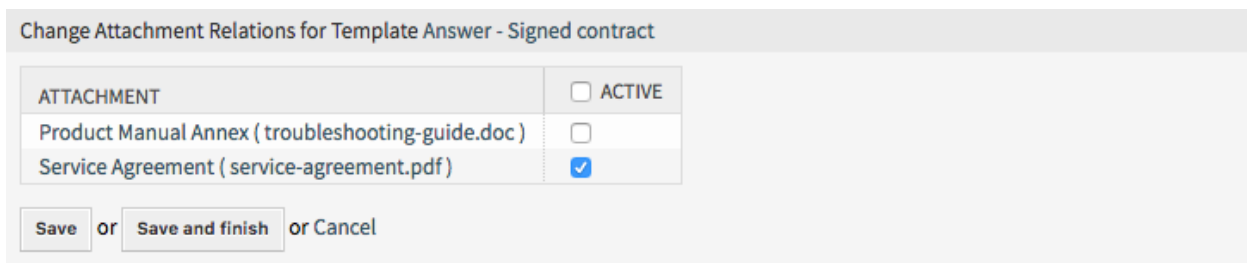 Change Attachment Relations for Template Answer - Signed contract
ATTACHMENT ACTIVE
Product Manual Annex ( troubleshooting-guide.doc )
Service Agreement ( service-agreement.pdf )
Save or Save and finish or Cancel